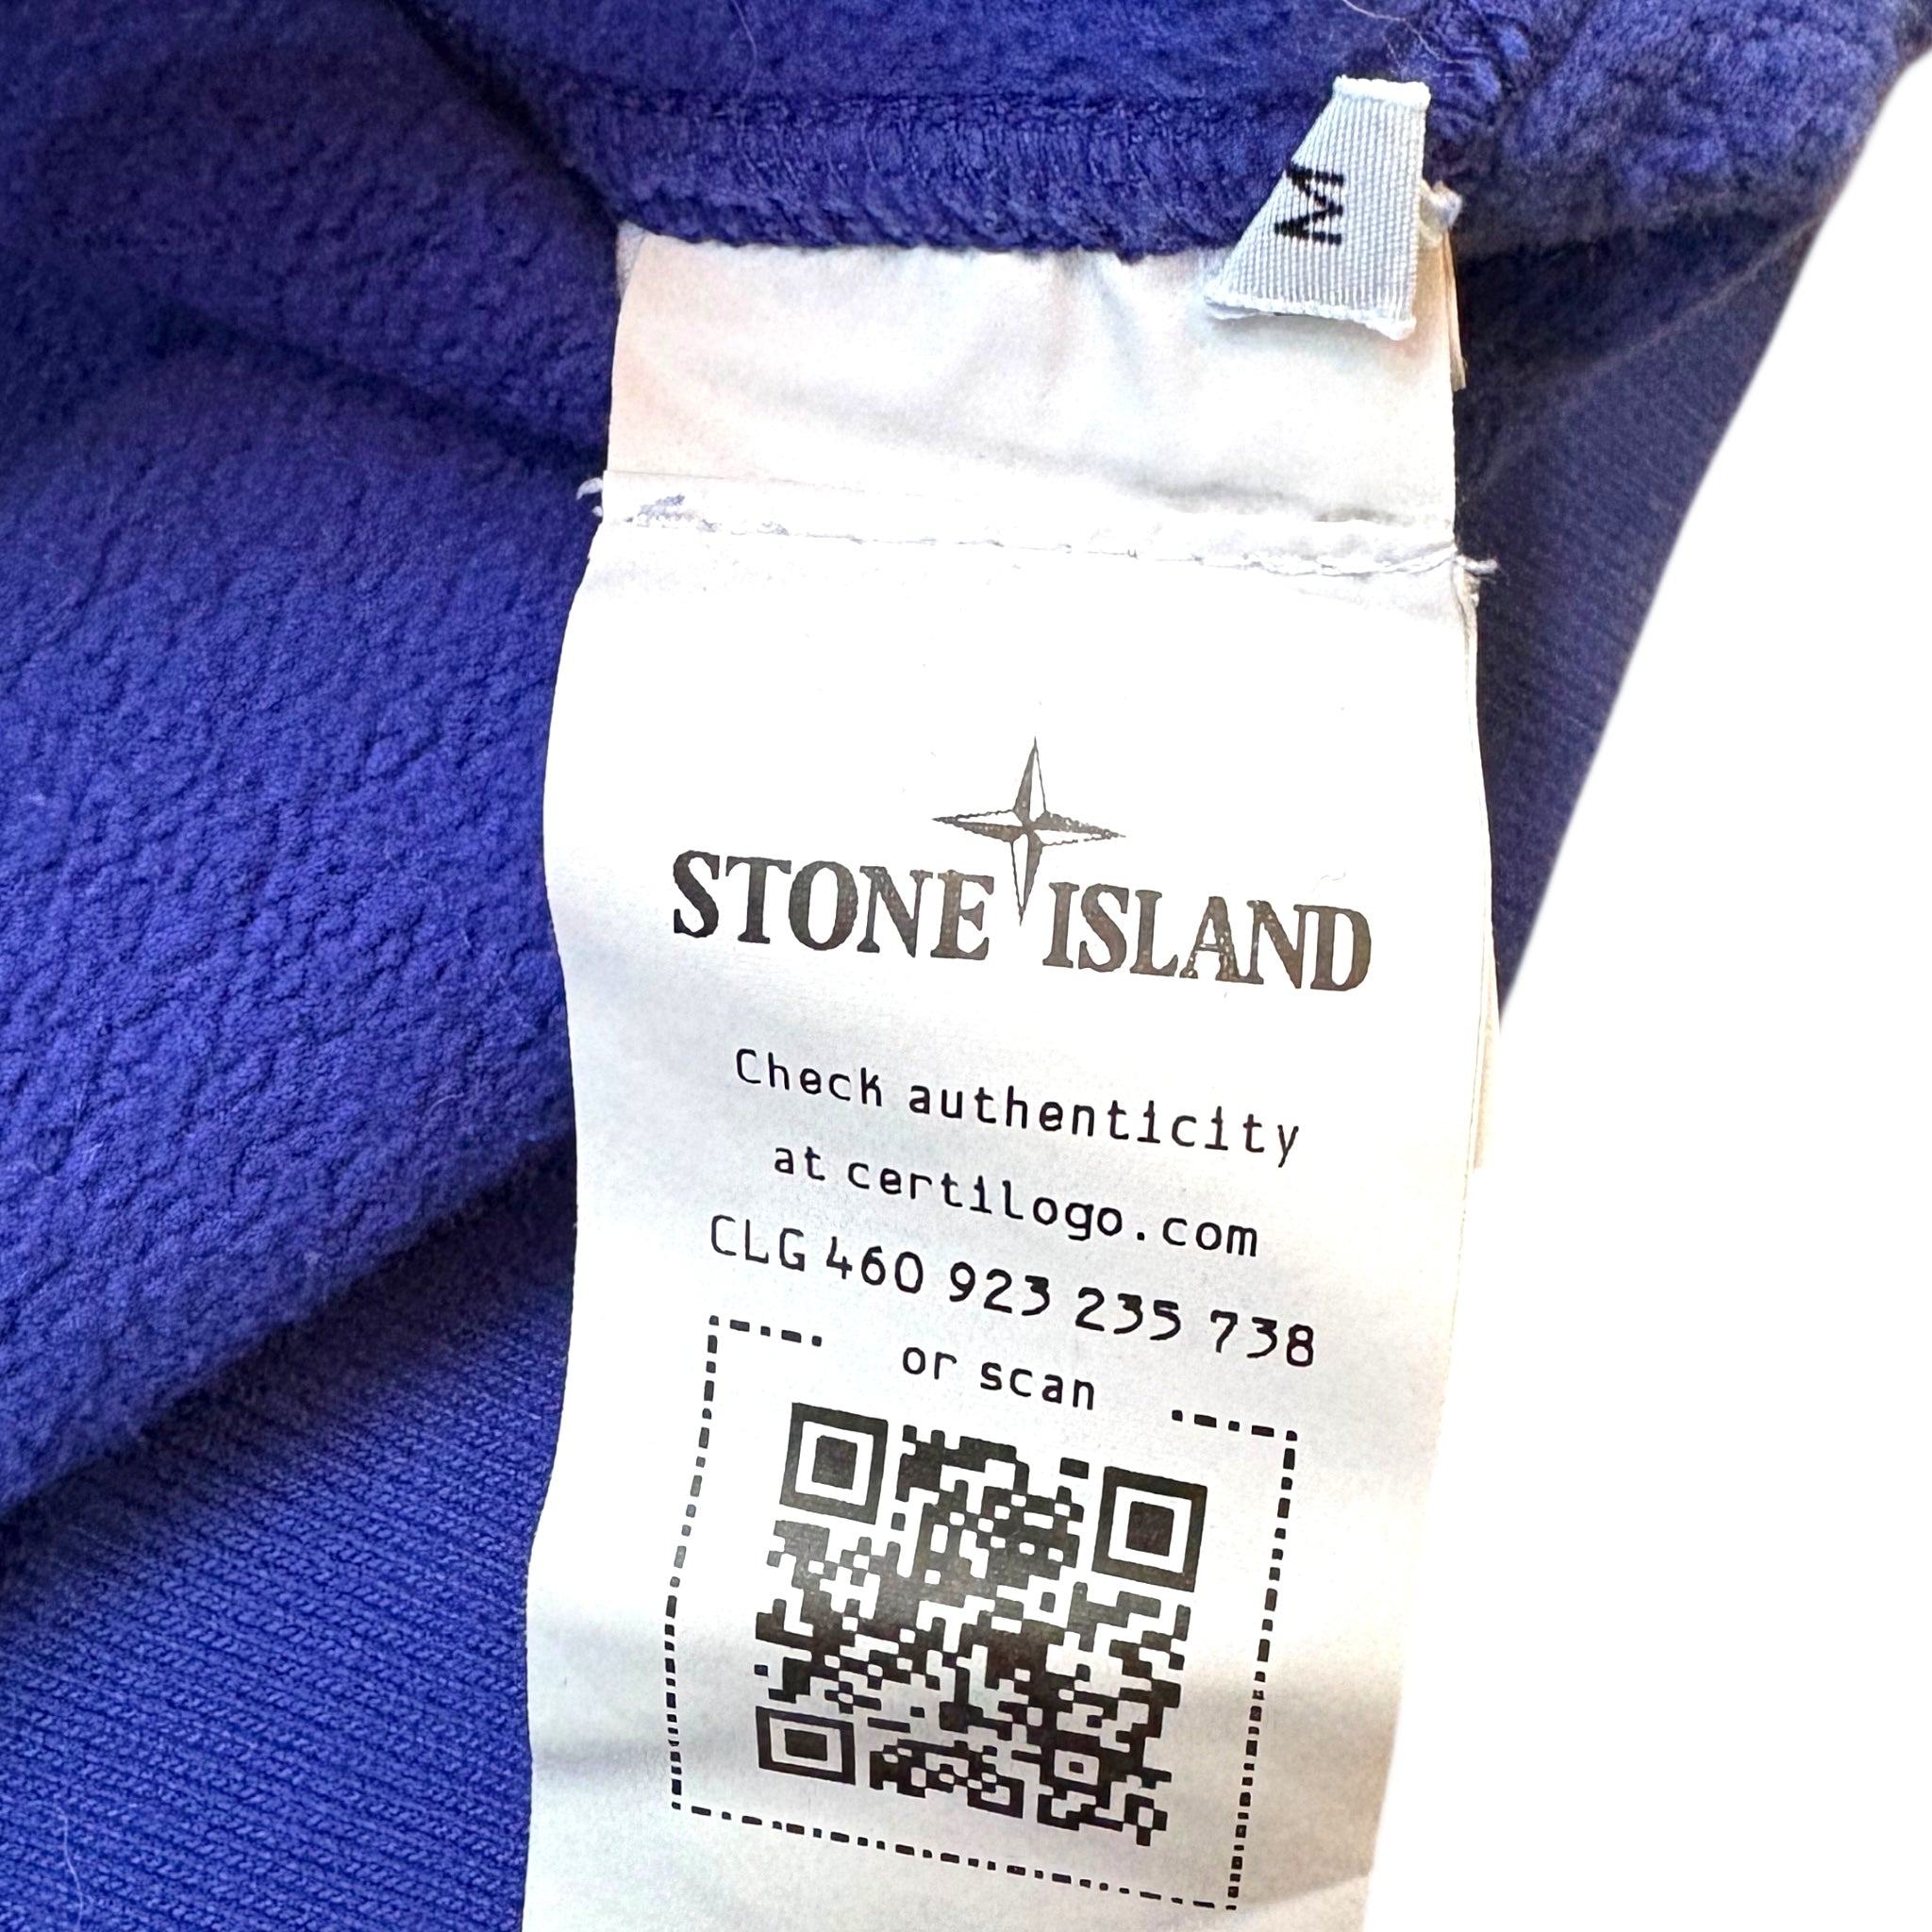 M
STONE ISLAND
Check authenticity
at certilogo.com
CLG 460 923 235 738
or scan